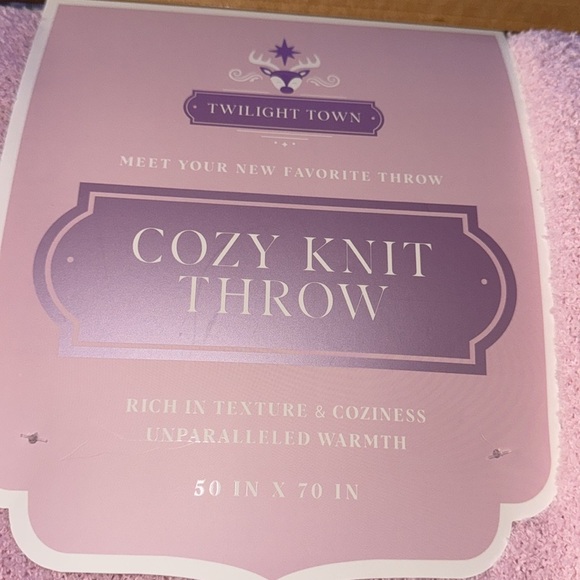 TWILIGHT TOWN
MEET YOUR NEW FAVORITE THROW
COZY KNIT
THROW
RICH IN TEXTURE & COZINESS
UNPARALLELED WARMTH
50 IN X 70 IN